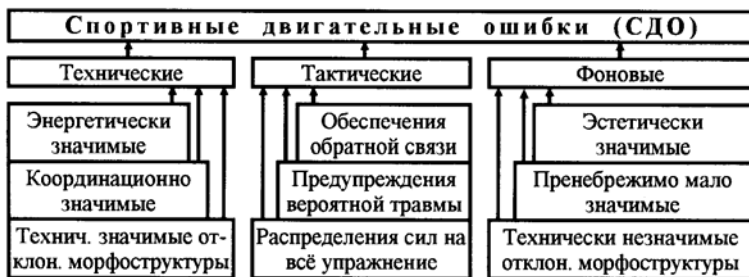 Спортивные двигательные ошибки (СДО)
Технические
Тактические
Фоновые
Энергетически
значимые
Обеспечения
обратной связи
Эстетически
значимые
Координационно
значимые
Предупреждения
вероятной травмы
Пренебрежимо мало
значимые
Технич. значимые от-
клон. морфоструктуры
Распределения сил на
всё упражнение
Технически незначимые
отклон. морфоструктуры